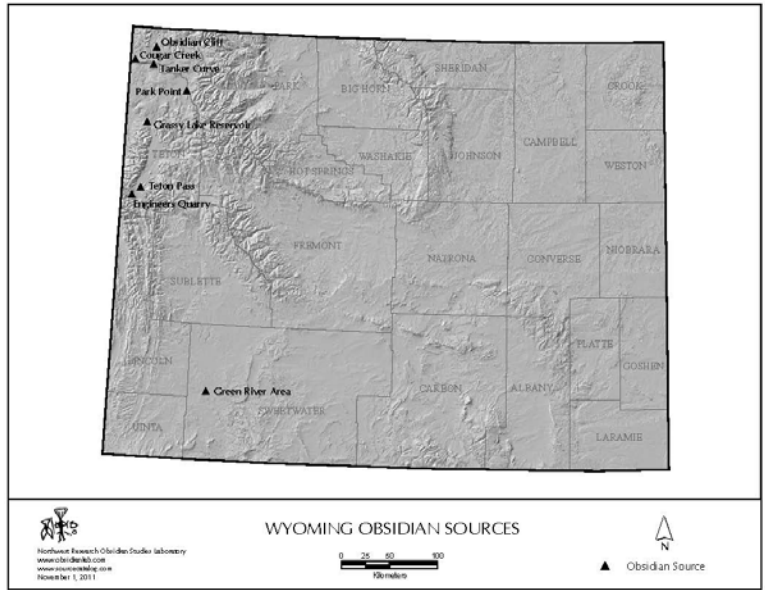 Obsidian Cliff
Cougar Creek
Tanker Curve
SHERIDAN
Park Point
PARK
BIG HORN
CROOK
Grassy Lake Reservoir
CAMPBELL
TETON
WASHAKIE
JOHNSON
WESTON
HOT SPRINGS
Teton Pass
Engineers Quarry
FREMONT
NATRONA
CONVERSE
NIOBRARA
SUBLETTE
PLATTE
LINCOLN
GOSHEN
Green River Area
CARBON
ALBANY
SWEETWATER
UINTA
LARAMIE
WYOMING OBSIDIAN SOURCES
Northwest Research Obsidian Studies Laboratory
www.obsidianlab.com
www.sourcecatalog.com
November 1, 2011
0 25 50 100
Kilometers
N
Obsidian Source